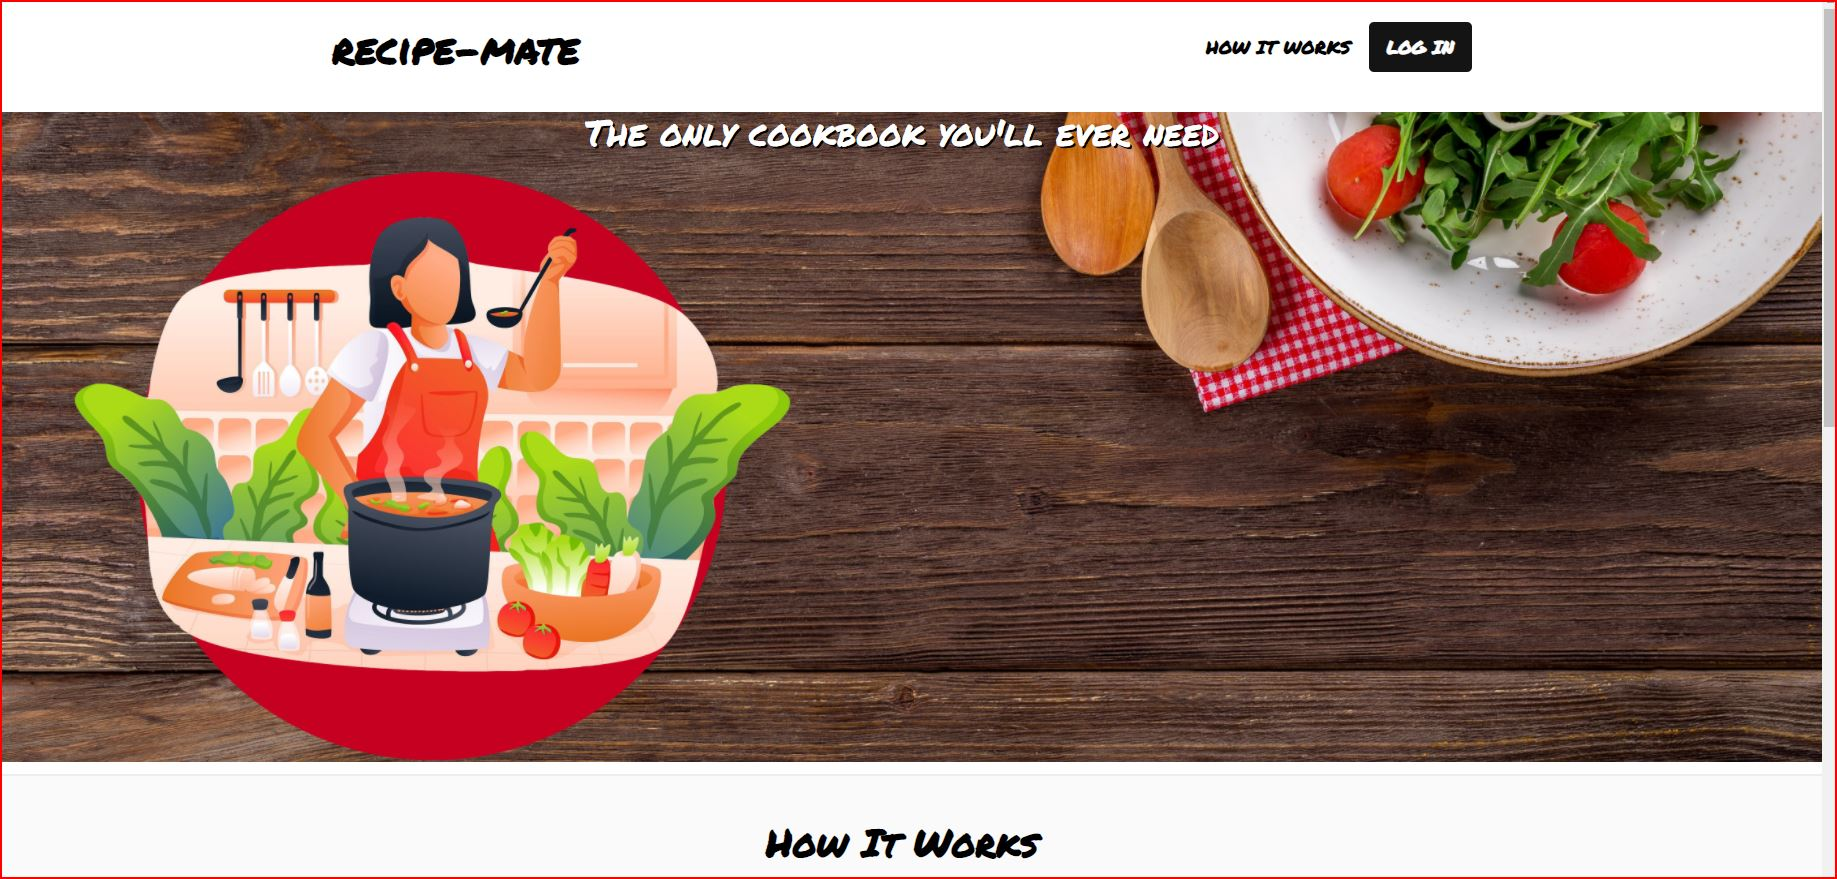 RECIPE-MATE
HOW IT WORKS
LOG IN
THE ONLY COOKBOOK YOU'LL EVER NEED
HOW IT WORKS